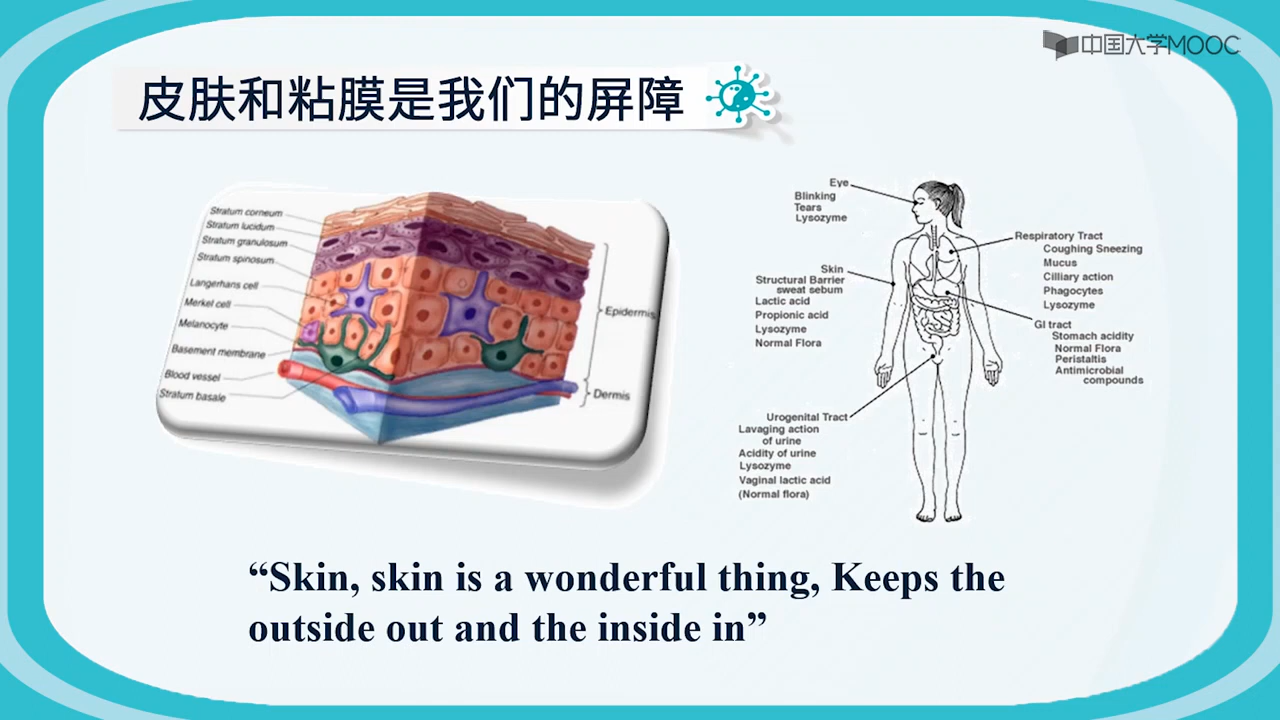 中国大学MOOC
皮肤和粘膜是我们的屏障
Stratum corneum
Stratum lucidum
Stratum granulosum
Stratum spinosum
Langerhans cell
Merkel cell
Melanocyte
Basement membrane
Blood vessel
Stratum basale
Epidermis
Dermis
Eye
Blinking
Tears
Lysozyme
Skin
Structural Barrier
sweat sebum
Lactic acid
Propionic acid
Lysozyme
Normal Flora
Urogenital Tract
Lavaging action
of urine
Acidity of urine
Lysozyme
Vaginal lactic acid
(Normal flora)
Respiratory Tract
Coughing Sneezing
Mucus
Cilliary action
Phagocytes
Lysozyme
GI tract
Stomach acidity
Normal Flora
Peristaltis
Antimicrobial
compounds
“Skin, skin is a wonderful thing, Keeps the
outside out and the inside in”